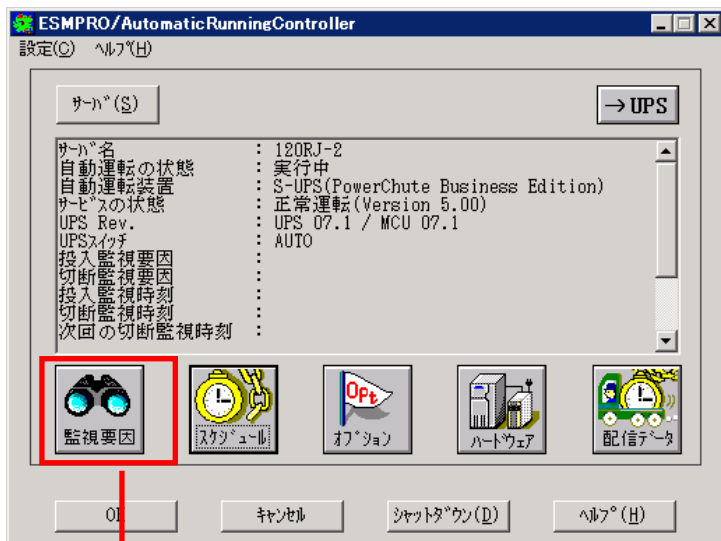 ESMPRO/AutomaticRunningController
設定(C) ﾍﾙﾌﾟ(H)
ｻｰﾊﾞ(S)
→UPS
ｻｰﾊﾞ名 : 120RJ-2
自動運転の状態 : 実行中
自動運転装置 : S-UPS(PowerChute Business Edition)
ｻｰﾋﾞｽの状態 : 正常運転(Version 5.00)
UPS Rev. : UPS 07.1 / MCU 07.1
UPSｽｲｯﾁ : AUTO
投入監視要因 :
切断監視要因 :
投入監視時刻 :
切断監視時刻 :
次回の切断監視時刻 :
OPt
監視要因 ｽｹｼﾞｭｰﾙ ｵﾌﾟｼｮﾝ ﾊｰﾄﾞｳｪｱ 配信ﾃﾞｰﾀ
ｷｬﾝｾﾙ ｼｬｯﾄﾀﾞｳﾝ(D) ﾍﾙﾌﾟ(H)